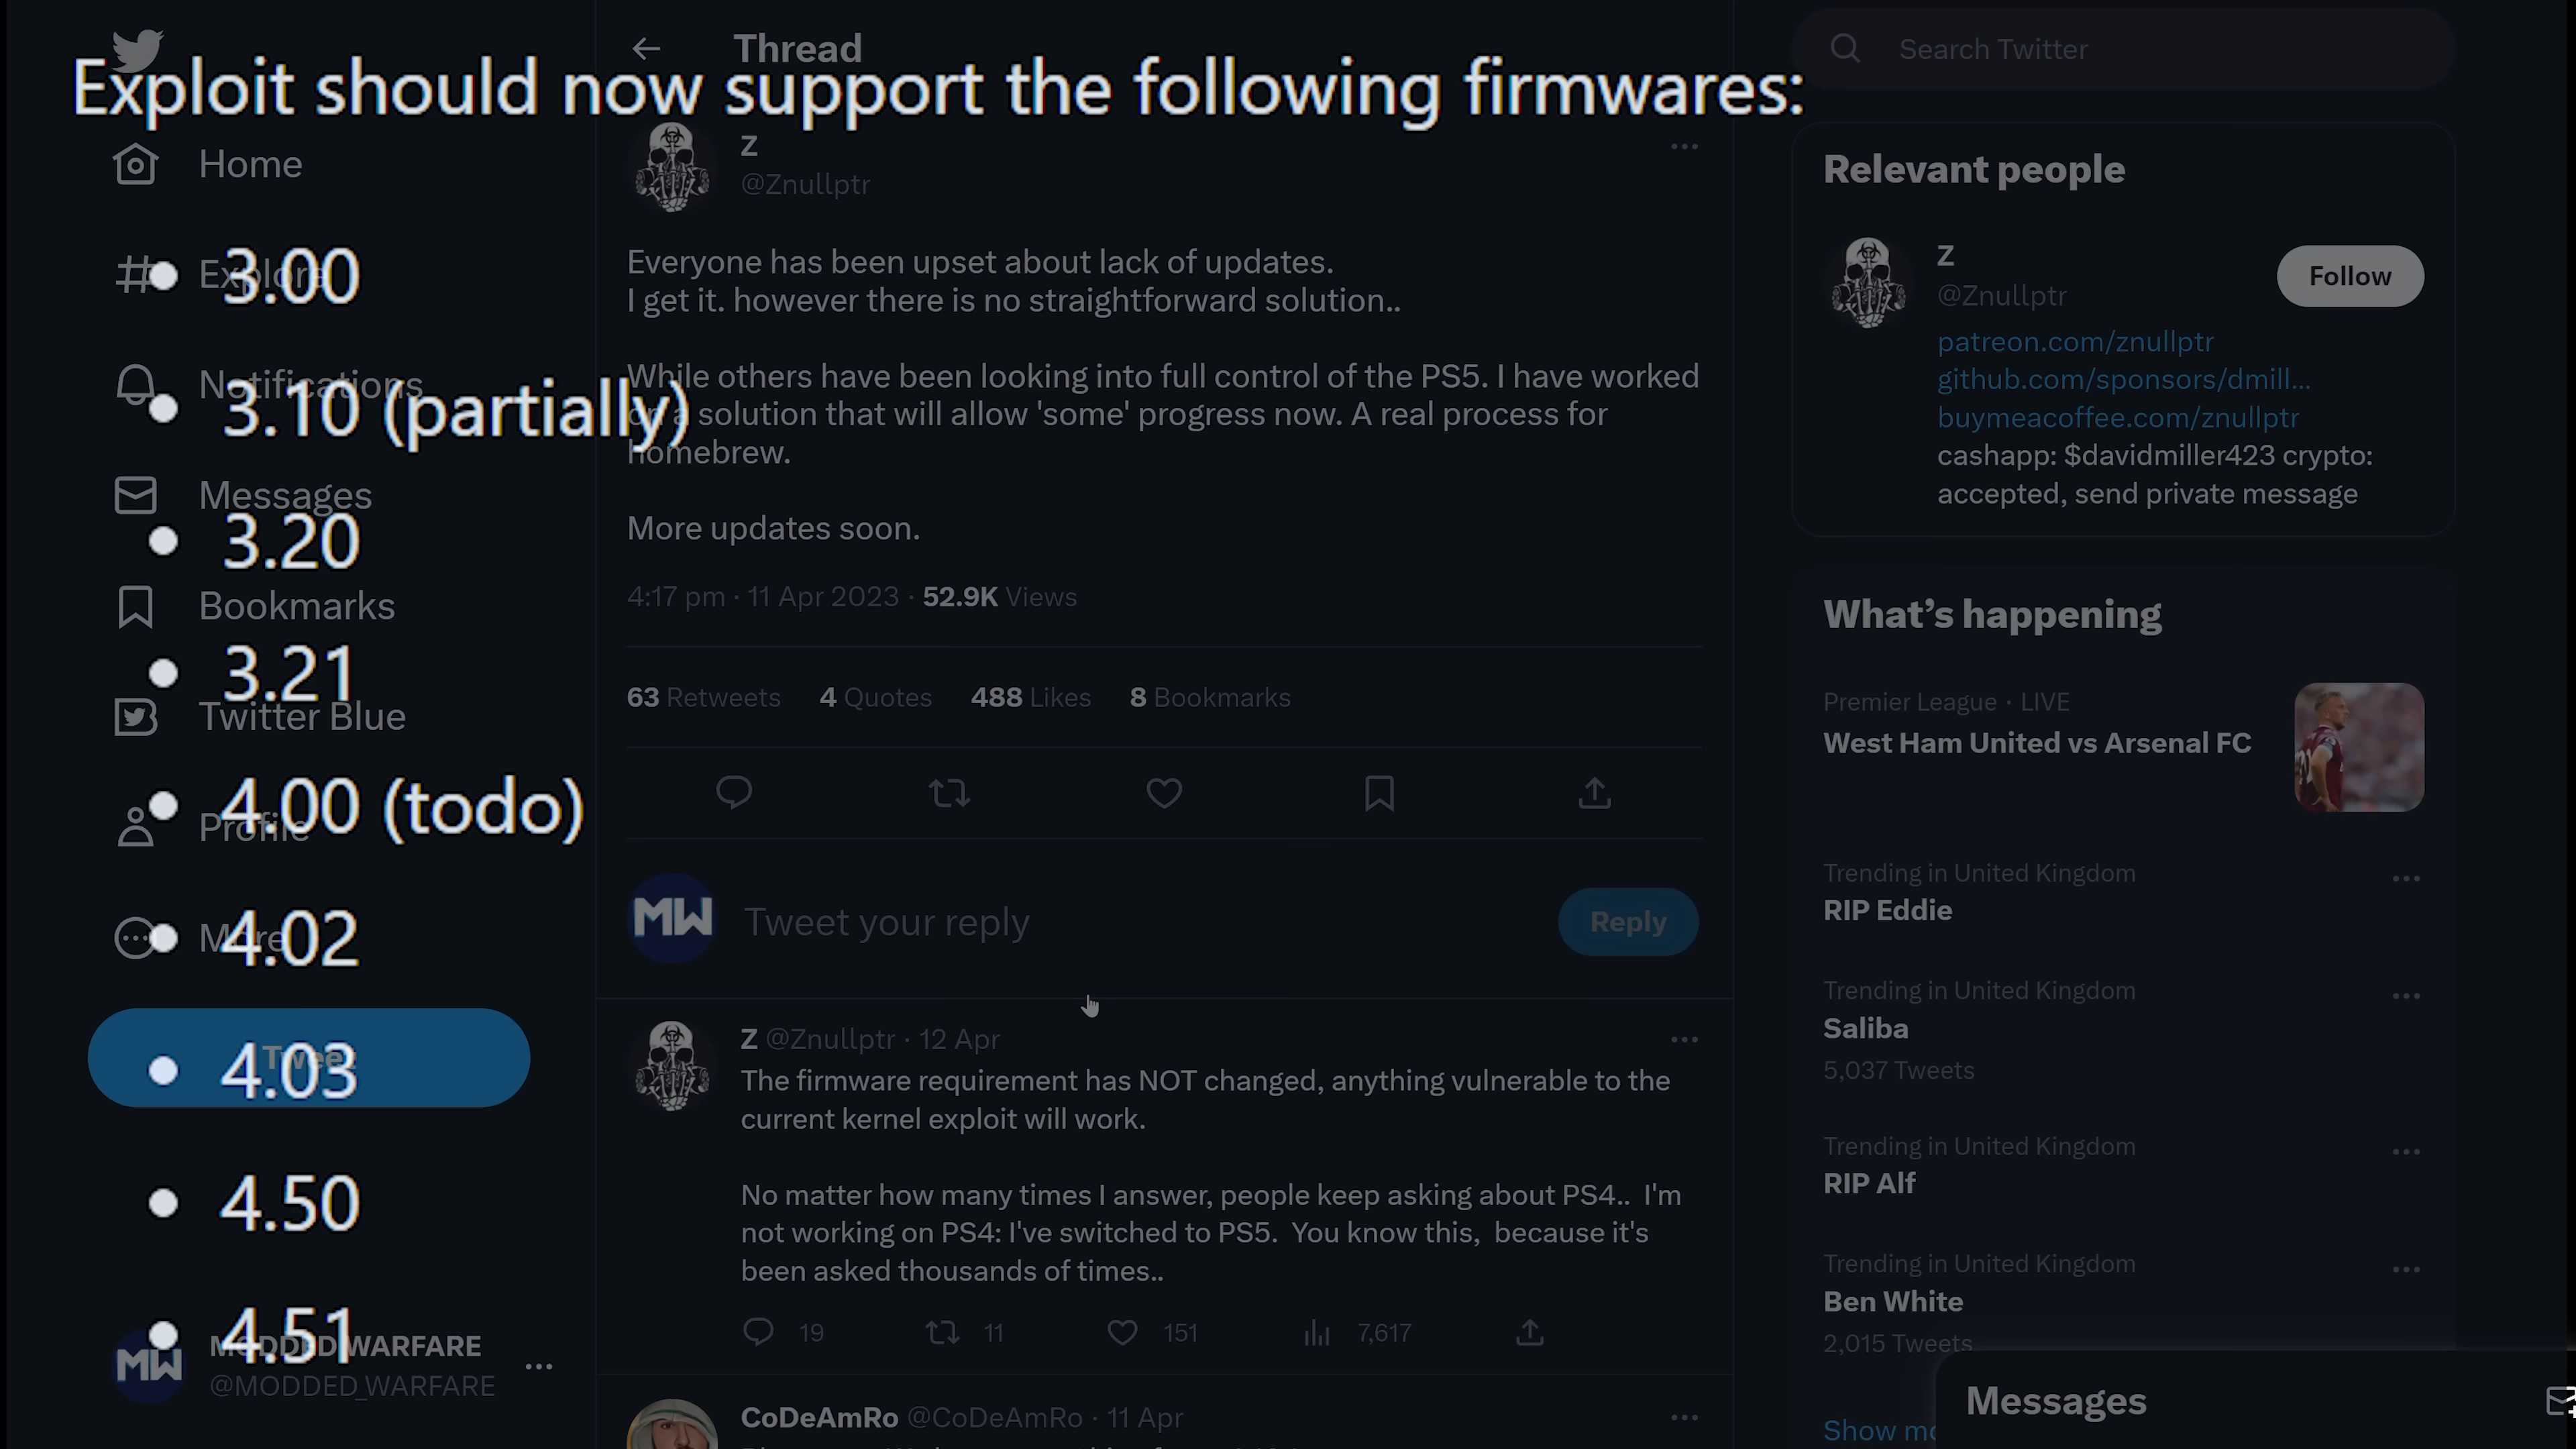 Exploit should now support the following firmwares:
3.00
3.10 (partially)
3.20
3.21
4.00 (todo)
4.02
4.03
4.50
4.51
Home
Explore
Notifications
Messages
Bookmarks
Twitter Blue
Profile
More
Tweet
MW
MODDED WARFARE
@MODDED_WARFARE
Thread
Z
@Znullptr
Everyone has been upset about lack of updates.
I get it. however there is no straightforward solution..
While others have been looking into full control of the PS5. I have worked
on a solution that will allow 'some' progress now. A real process for
homebrew.
More updates soon.
4:17 pm · 11 Apr 2023 · 52.9K Views
63 Retweets 4 Quotes 488 Likes 8 Bookmarks
MW
Tweet your reply
Reply
Z @Znullptr · 12 Apr
The firmware requirement has NOT changed, anything vulnerable to the
current kernel exploit will work.
No matter how many times I answer, people keep asking about PS4.. I'm
not working on PS4: I've switched to PS5. You know this, because it's
been asked thousands of times..
19 11 151 7,617
CoDeAmRo @CoDeAmRo · 11 Apr
Search Twitter
Relevant people
Z
@Znullptr
Follow
patreon.com/znullptr
github.com/sponsors/dmill...
buymeacoffee.com/znullptr
cashapp: $davidmiller423 crypto:
accepted, send private message
What's happening
Premier League · LIVE
West Ham United vs Arsenal FC
Trending in United Kingdom
RIP Eddie
Trending in United Kingdom
Saliba
5,037 Tweets
Trending in United Kingdom
RIP Alf
Trending in United Kingdom
Ben White
2,015 Tweets
Show mo
Messages